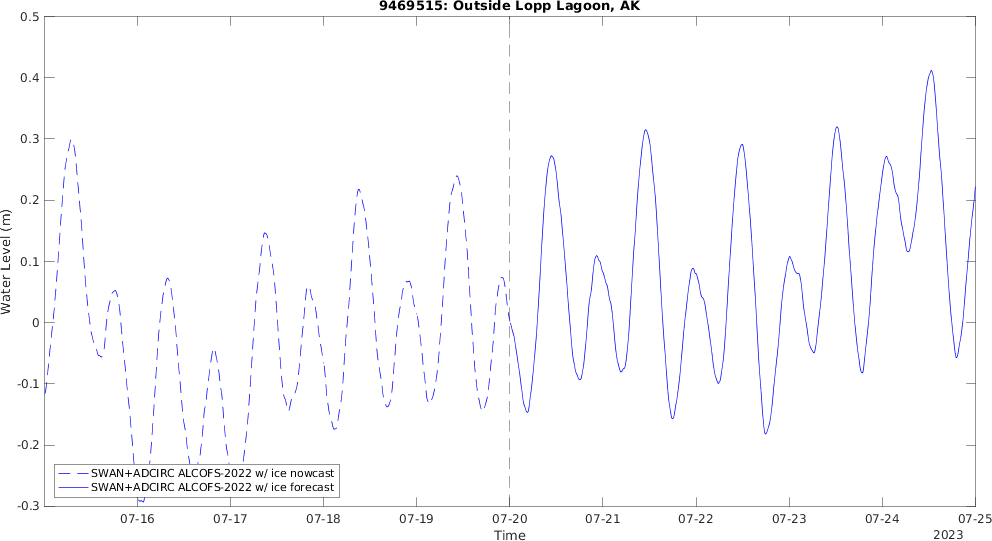 9469515: Outside Lopp Lagoon, AK
0.5
0.4
0.3
0.2
0.1
0
-0.1
-0.2
-0.3
Water Level (m)
SWAN+ADCIRC ALCOFS-2022 w/ ice nowcast
SWAN+ADCIRC ALCOFS-2022 w/ ice forecast
07-16 07-17 07-18 07-19 07-20 07-21 07-22 07-23 07-24 07-25
Time
2023